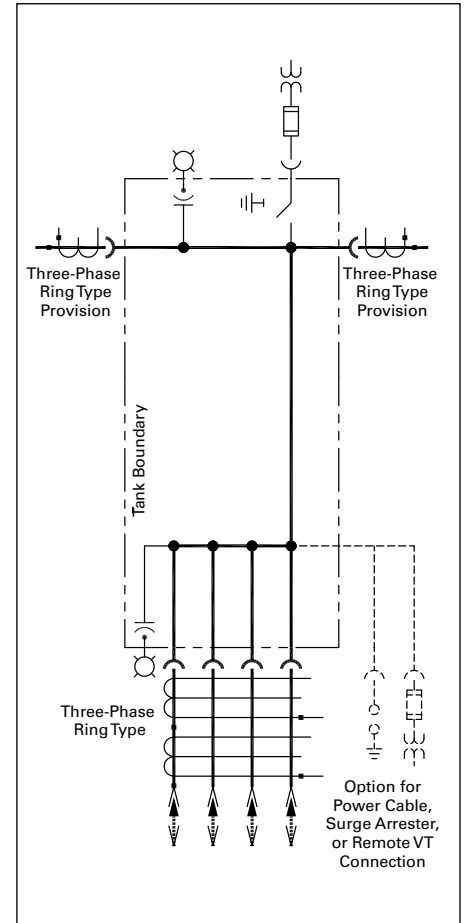 Three-Phase
Ring Type
Provision
Three-Phase
Ring Type
Provision
Tank Boundary
Three-Phase
Ring Type
Option for
Power Cable,
Surge Arrester,
or Remote VT
Connection